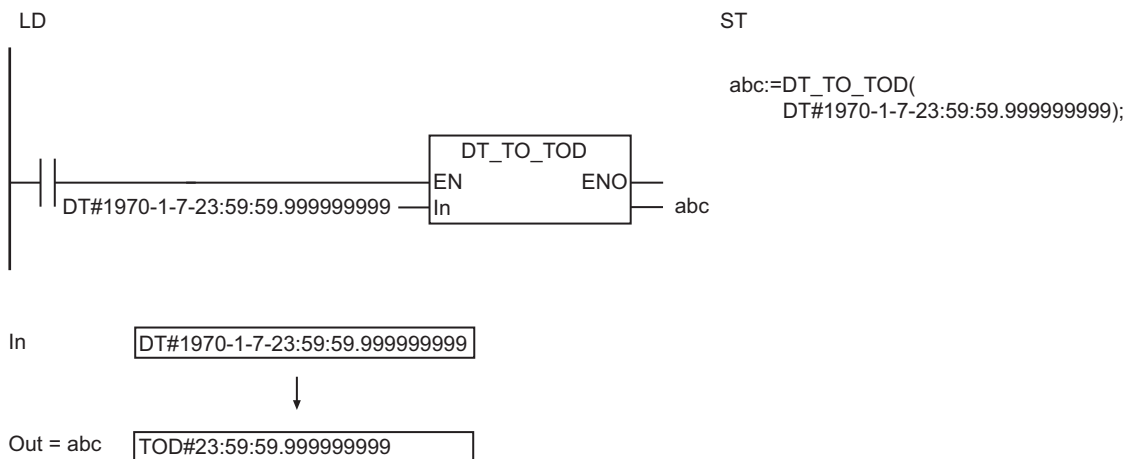 LD
ST
abc:=DT_TO_TOD(
DT#1970-1-7-23:59:59.999999999);
DT_TO_TOD
EN ENO
DT#1970-1-7-23:59:59.999999999 In abc
In DT#1970-1-7-23:59:59.999999999
Out = abc TOD#23:59:59.999999999